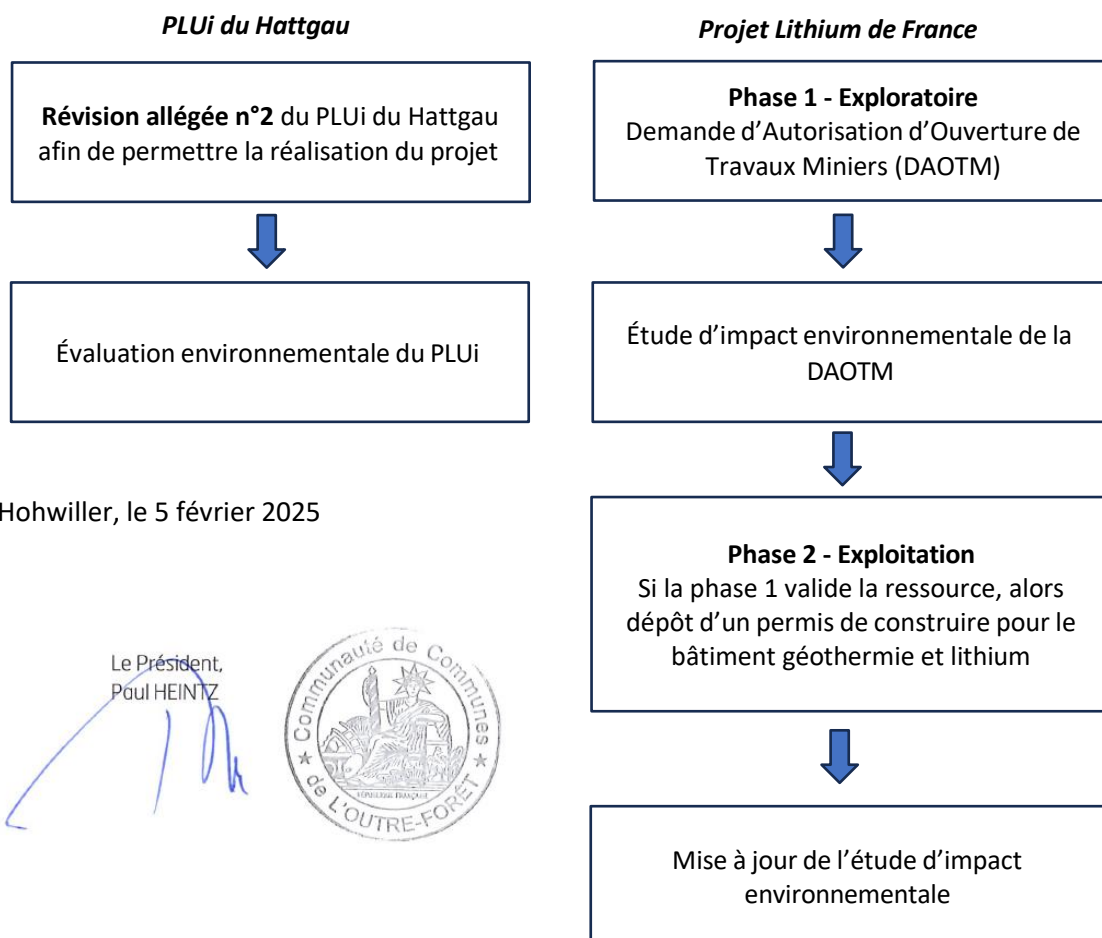 PLUi du Hattgau
Révision allégée n°2 du PLUi du Hattgau
afin de permettre la réalisation du projet
Évaluation environnementale du PLUi
Projet Lithium de France
Phase 1 - Exploratoire
Demande d’Autorisation d’Ouverture de
Travaux Miniers (DAOTM)
Étude d’impact environnementale de la
DAOTM
Phase 2 - Exploitation
Si la phase 1 valide la ressource, alors
dépôt d’un permis de construire pour le
bâtiment géothermie et lithium
Mise à jour de l’étude d’impact
environnementale
Hohwiller, le 5 février 2025
Le Président,
Paul HEINTZ
Communauté de Communes
de L'OUTRE-FORÊT
RÉPUBLIQUE FRANÇAISE